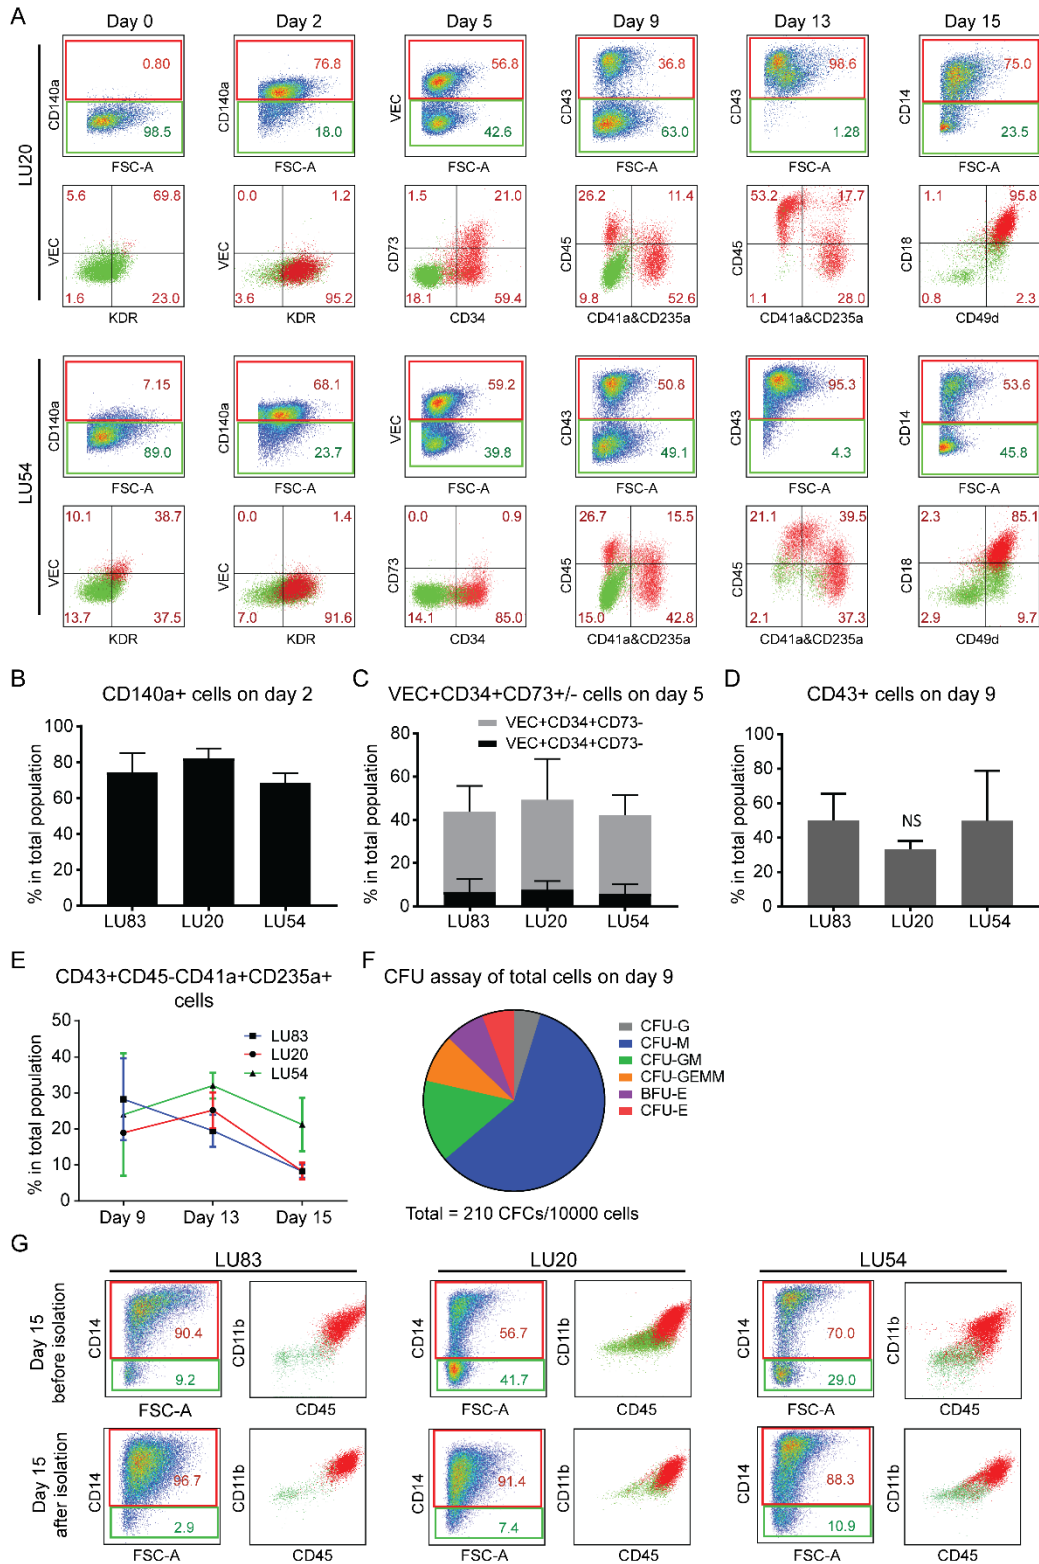 A
Day 0 Day 2 Day 5 Day 9 Day 13 Day 15
LU20
CD140a 0.80 98.5 FSC-A
CD140a 76.8 18.0 FSC-A
VEC 56.8 42.6 FSC-A
CD43 36.8 63.0 FSC-A
CD43 98.6 1.28 FSC-A
CD14 75.0 23.5 FSC-A
VEC 5.6 69.8 1.6 23.0 KDR
VEC 0.0 1.2 3.6 95.2 KDR
CD73 1.5 21.0 18.1 59.4 CD34
CD45 26.2 11.4 9.8 52.6 CD41a&CD235a
CD45 53.2 17.7 1.1 28.0 CD41a&CD235a
CD18 1.1 95.8 0.8 2.3 CD49d
LU54
CD140a 7.15 89.0 FSC-A
CD140a 68.1 23.7 FSC-A
VEC 59.2 39.8 FSC-A
CD43 50.8 49.1 FSC-A
CD43 95.3 4.3 FSC-A
CD14 53.6 45.8 FSC-A
VEC 10.1 38.7 13.7 37.5 KDR
VEC 0.0 1.4 7.0 91.6 KDR
CD73 0.0 0.9 14.1 85.0 CD34
CD45 26.7 15.5 15.0 42.8 CD41a&CD235a
CD45 21.1 39.5 2.1 37.3 CD41a&CD235a
CD18 2.3 85.1 2.9 9.7 CD49d
B
CD140a+ cells on day 2
% in total population
100
80
60
40
20
0
LU83 LU20 LU54
C
VEC+CD34+CD73+/- cells on day 5
VEC+CD34+CD73-
VEC+CD34+CD73-
% in total population
80
60
40
20
0
LU83 LU20 LU54
D
CD43+ cells on day 9
% in total population
100
80
60
40
20
0
NS
LU83 LU20 LU54
E
CD43+CD45-CD41a+CD235a+
cells
% in total population
50
40
30
20
10
0
LU83
LU20
LU54
Day 9 Day 13 Day 15
F
CFU assay of total cells on day 9
CFU-G
CFU-M
CFU-GM
CFU-GEMM
BFU-E
CFU-E
Total = 210 CFCs/10000 cells
G
LU83 LU20 LU54
Day 15
before isolation
CD14 90.4 9.2 FSC-A
CD11b CD45
CD14 56.7 41.7 FSC-A
CD11b CD45
CD14 70.0 29.0 FSC-A
CD11b CD45
Day 15
after isolation
CD14 96.7 2.9 FSC-A
CD11b CD45
CD14 91.4 7.4 FSC-A
CD11b CD45
CD14 88.3 10.9 FSC-A
CD11b CD45